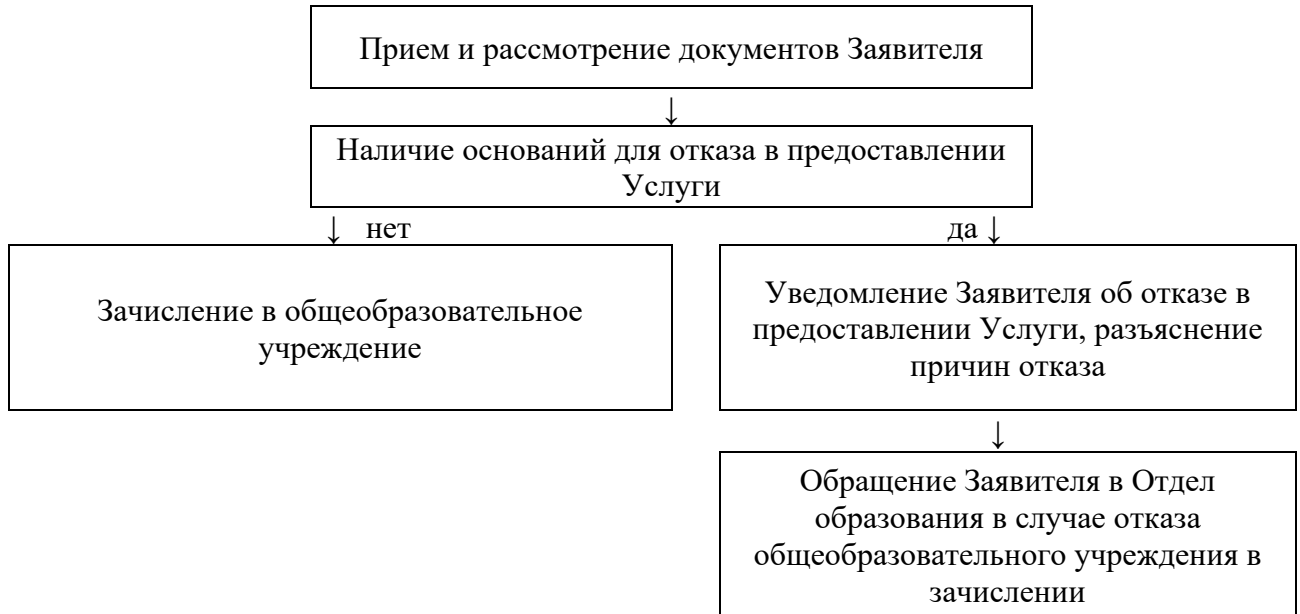 Прием и рассмотрение документов Заявителя
↓
Наличие оснований для отказа в предоставлении
Услуги
↓ нет
да ↓
Зачисление в общеобразовательное
учреждение
Уведомление Заявителя об отказе в
предоставлении Услуги, разъяснение
причин отказа
↓
Обращение Заявителя в Отдел
образования в случае отказа
общеобразовательного учреждения в
зачислении